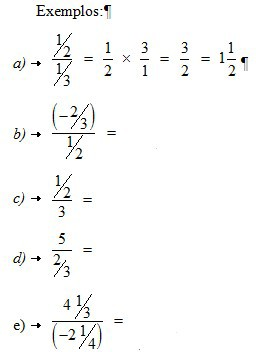 Exemplos:¶
a) → (1/2)/(1/3) = 1/2 × 3/1 = 3/2 = 1 1/2 ¶
b) → (−2/3)/(1/2) =
c) → (1/2)/3 =
d) → 5/(2/3) =
e) → (4 1/3)/(−2 1/4) =